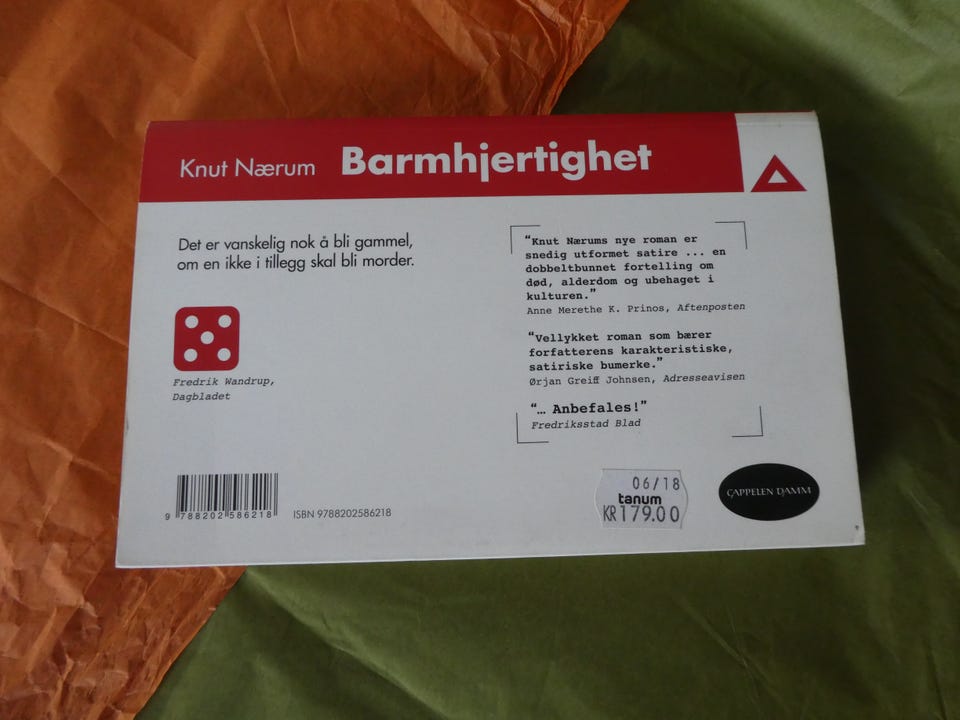 Knut Nærum Barmhjertighet
Det er vanskelig nok å bli gammel,
om en ikke i tillegg skal bli morder.
Fredrik Wandrup,
Dagbladet
“Knut Nærums nye roman er
snedig utformet satire ... en
dobbeltbunnet fortelling om
død, alderdom og ubehaget i
kulturen.”
Anne Merethe K. Prinos, Aftenposten
“Vellykket roman som bærer
forfatterens karakteristiske,
satiriske bumerke.”
Ørjan Greiff Johnsen, Adresseavisen
“… Anbefales!”
Fredriksstad Blad
9 788202 586218
ISBN 9788202586218
06/18
tanum
KR179.00
CAPPELEN DAMM